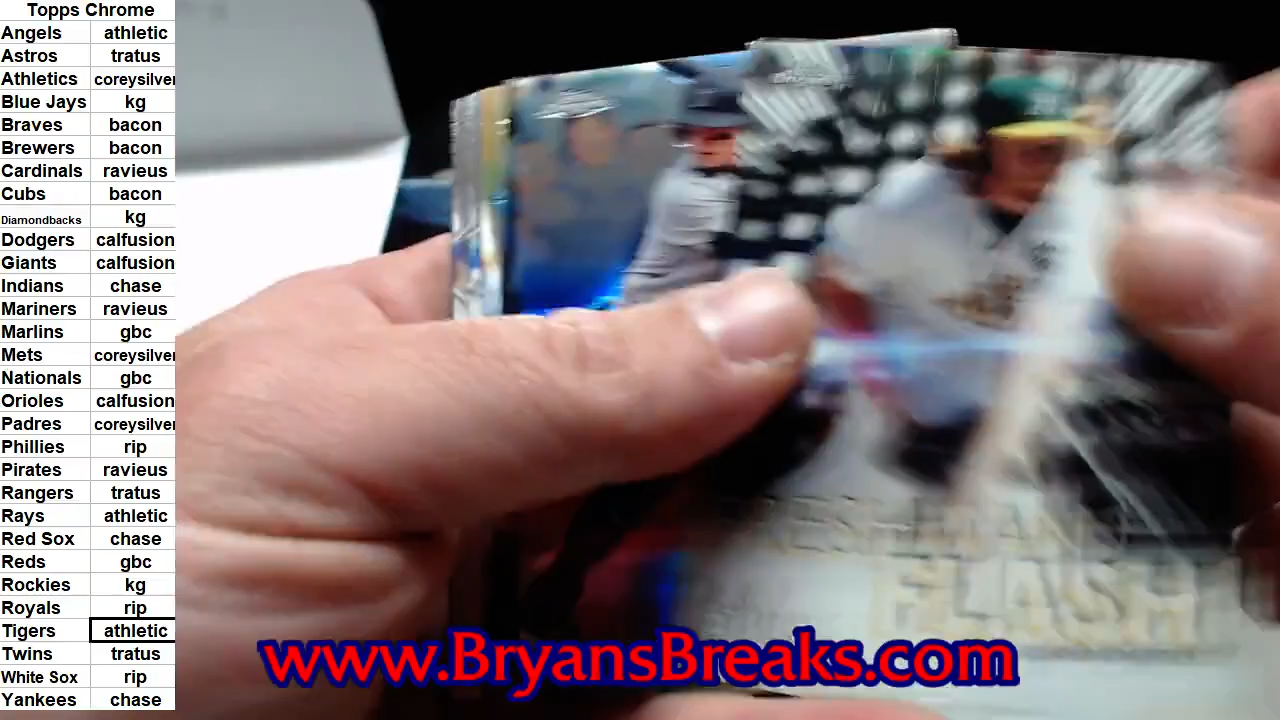 Topps Chrome
Angels athletic
Astros tratus
Athletics coreysilver
Blue Jays kg
Braves bacon
Brewers bacon
Cardinals ravieus
Cubs bacon
Diamondbacks kg
Dodgers calfusion
Giants calfusion
Indians chase
Mariners ravieus
Marlins gbc
Mets coreysilver
Nationals gbc
Orioles calfusion
Padres coreysilver
Phillies rip
Pirates ravieus
Rangers tratus
Rays athletic
Red Sox chase
Reds gbc
Rockies kg
Royals rip
Tigers athletic
Twins tratus
White Sox rip
Yankees chase
FRESHMAN
FLASH
www.BryansBreaks.com